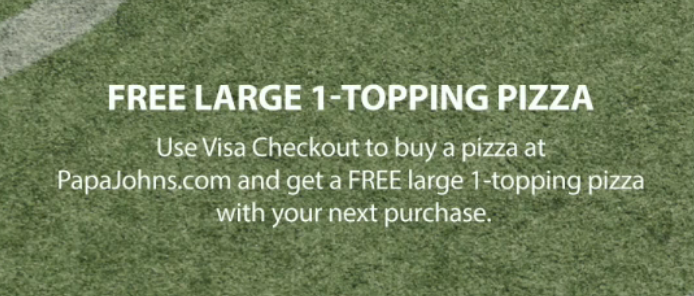 FREE LARGE 1-TOPPING PIZZA
Use Visa Checkout to buy a pizza at
PapaJohns.com and get a FREE large 1-topping pizza
with your next purchase.